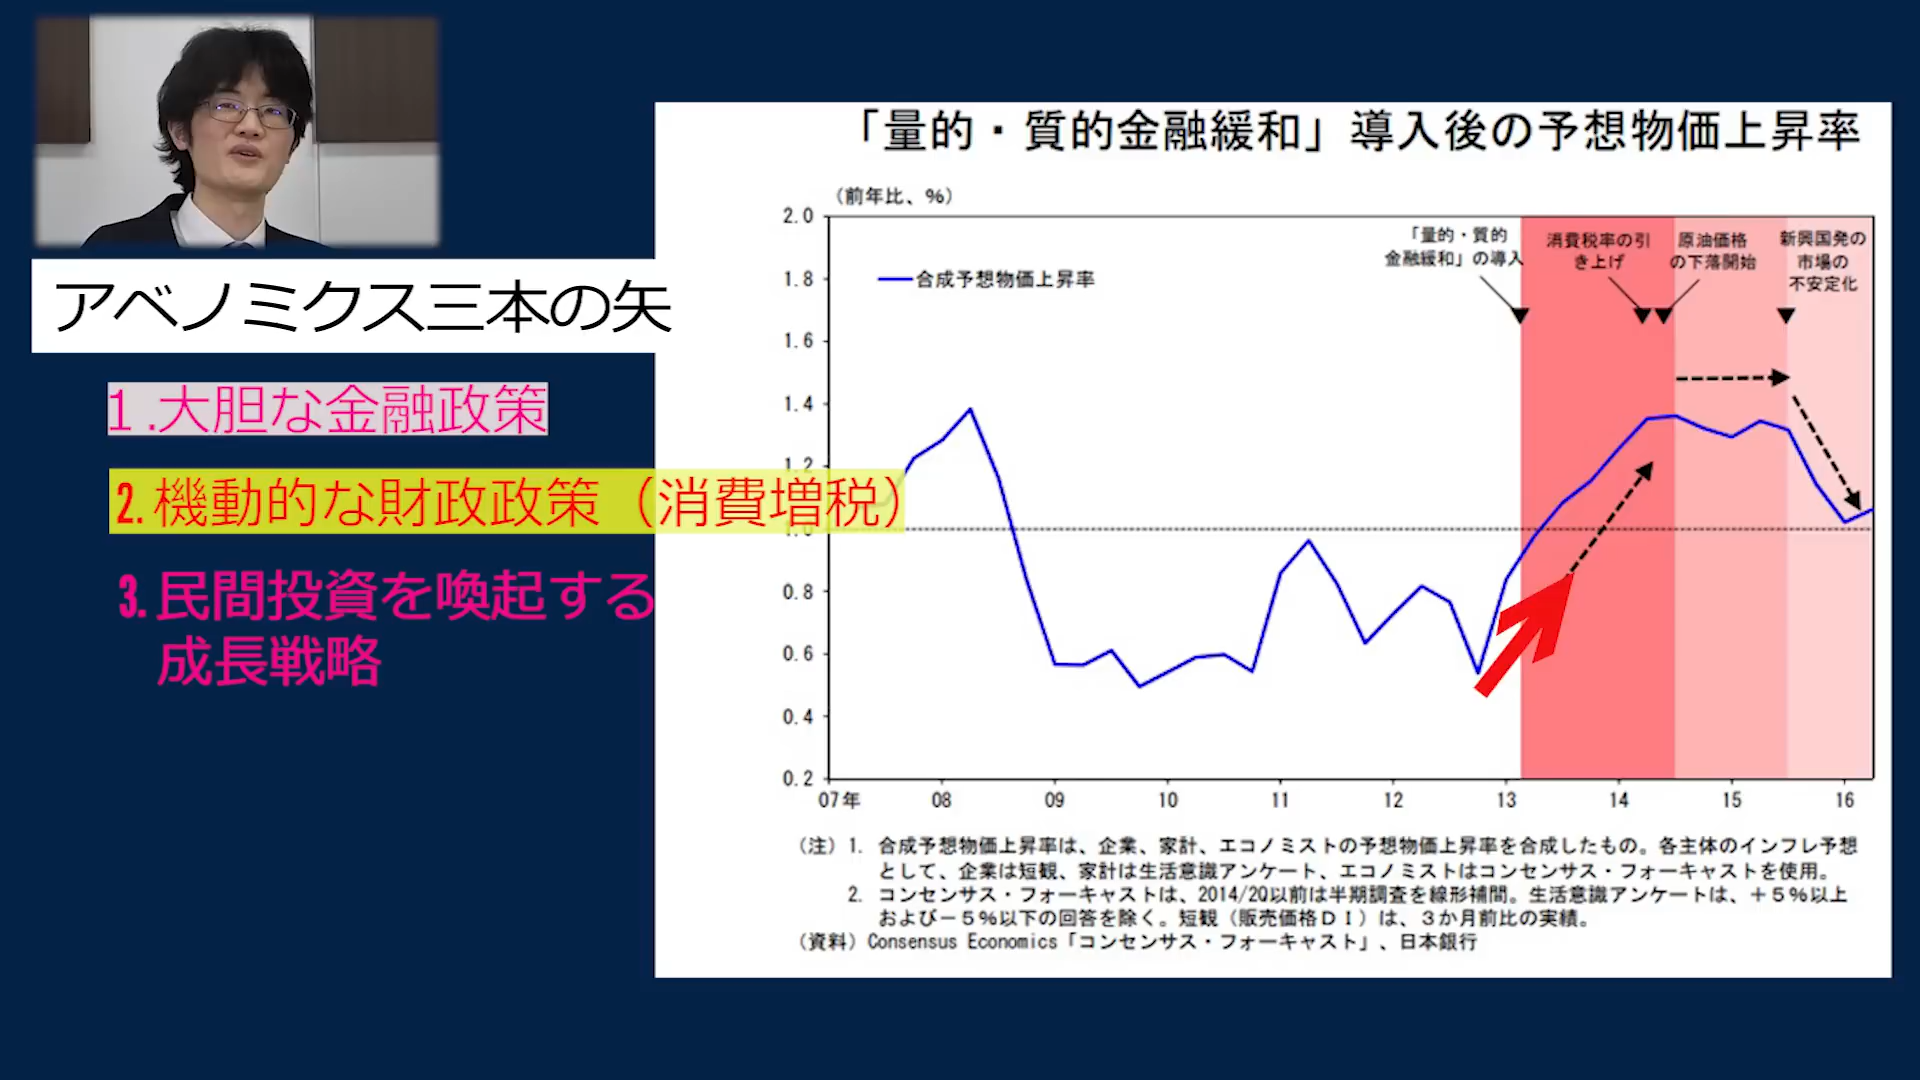 アベノミクス三本の矢
1.大胆な金融政策
2.機動的な財政政策（消費増税）
3.民間投資を喚起する
成長戦略
「量的・質的金融緩和」導入後の予想物価上昇率
（前年比、％）
2.0
1.8
1.6
1.4
1.2
1.0
0.8
0.6
0.4
0.2
合成予想物価上昇率
「量的・質的
金融緩和」の導入
消費税率の引
き上げ
原油価格
の下落開始
新興国発の
市場の
不安定化
07年 08 09 10 11 12 13 14 15 16
（注）1. 合成予想物価上昇率は、企業、家計、エコノミストの予想物価上昇率を合成したもの。各主体のインフレ予想
として、企業は短観、家計は生活意識アンケート、エコノミストはコンセンサス・フォーキャストを使用。
2. コンセンサス・フォーキャストは、2014/2Q以前は半期調査を線形補間。生活意識アンケートは、＋５％以上
および－５％以下の回答を除く。短観（販売価格ＤＩ）は、３か月前比の実績。
（資料）Consensus Economics「コンセンサス・フォーキャスト」、日本銀行